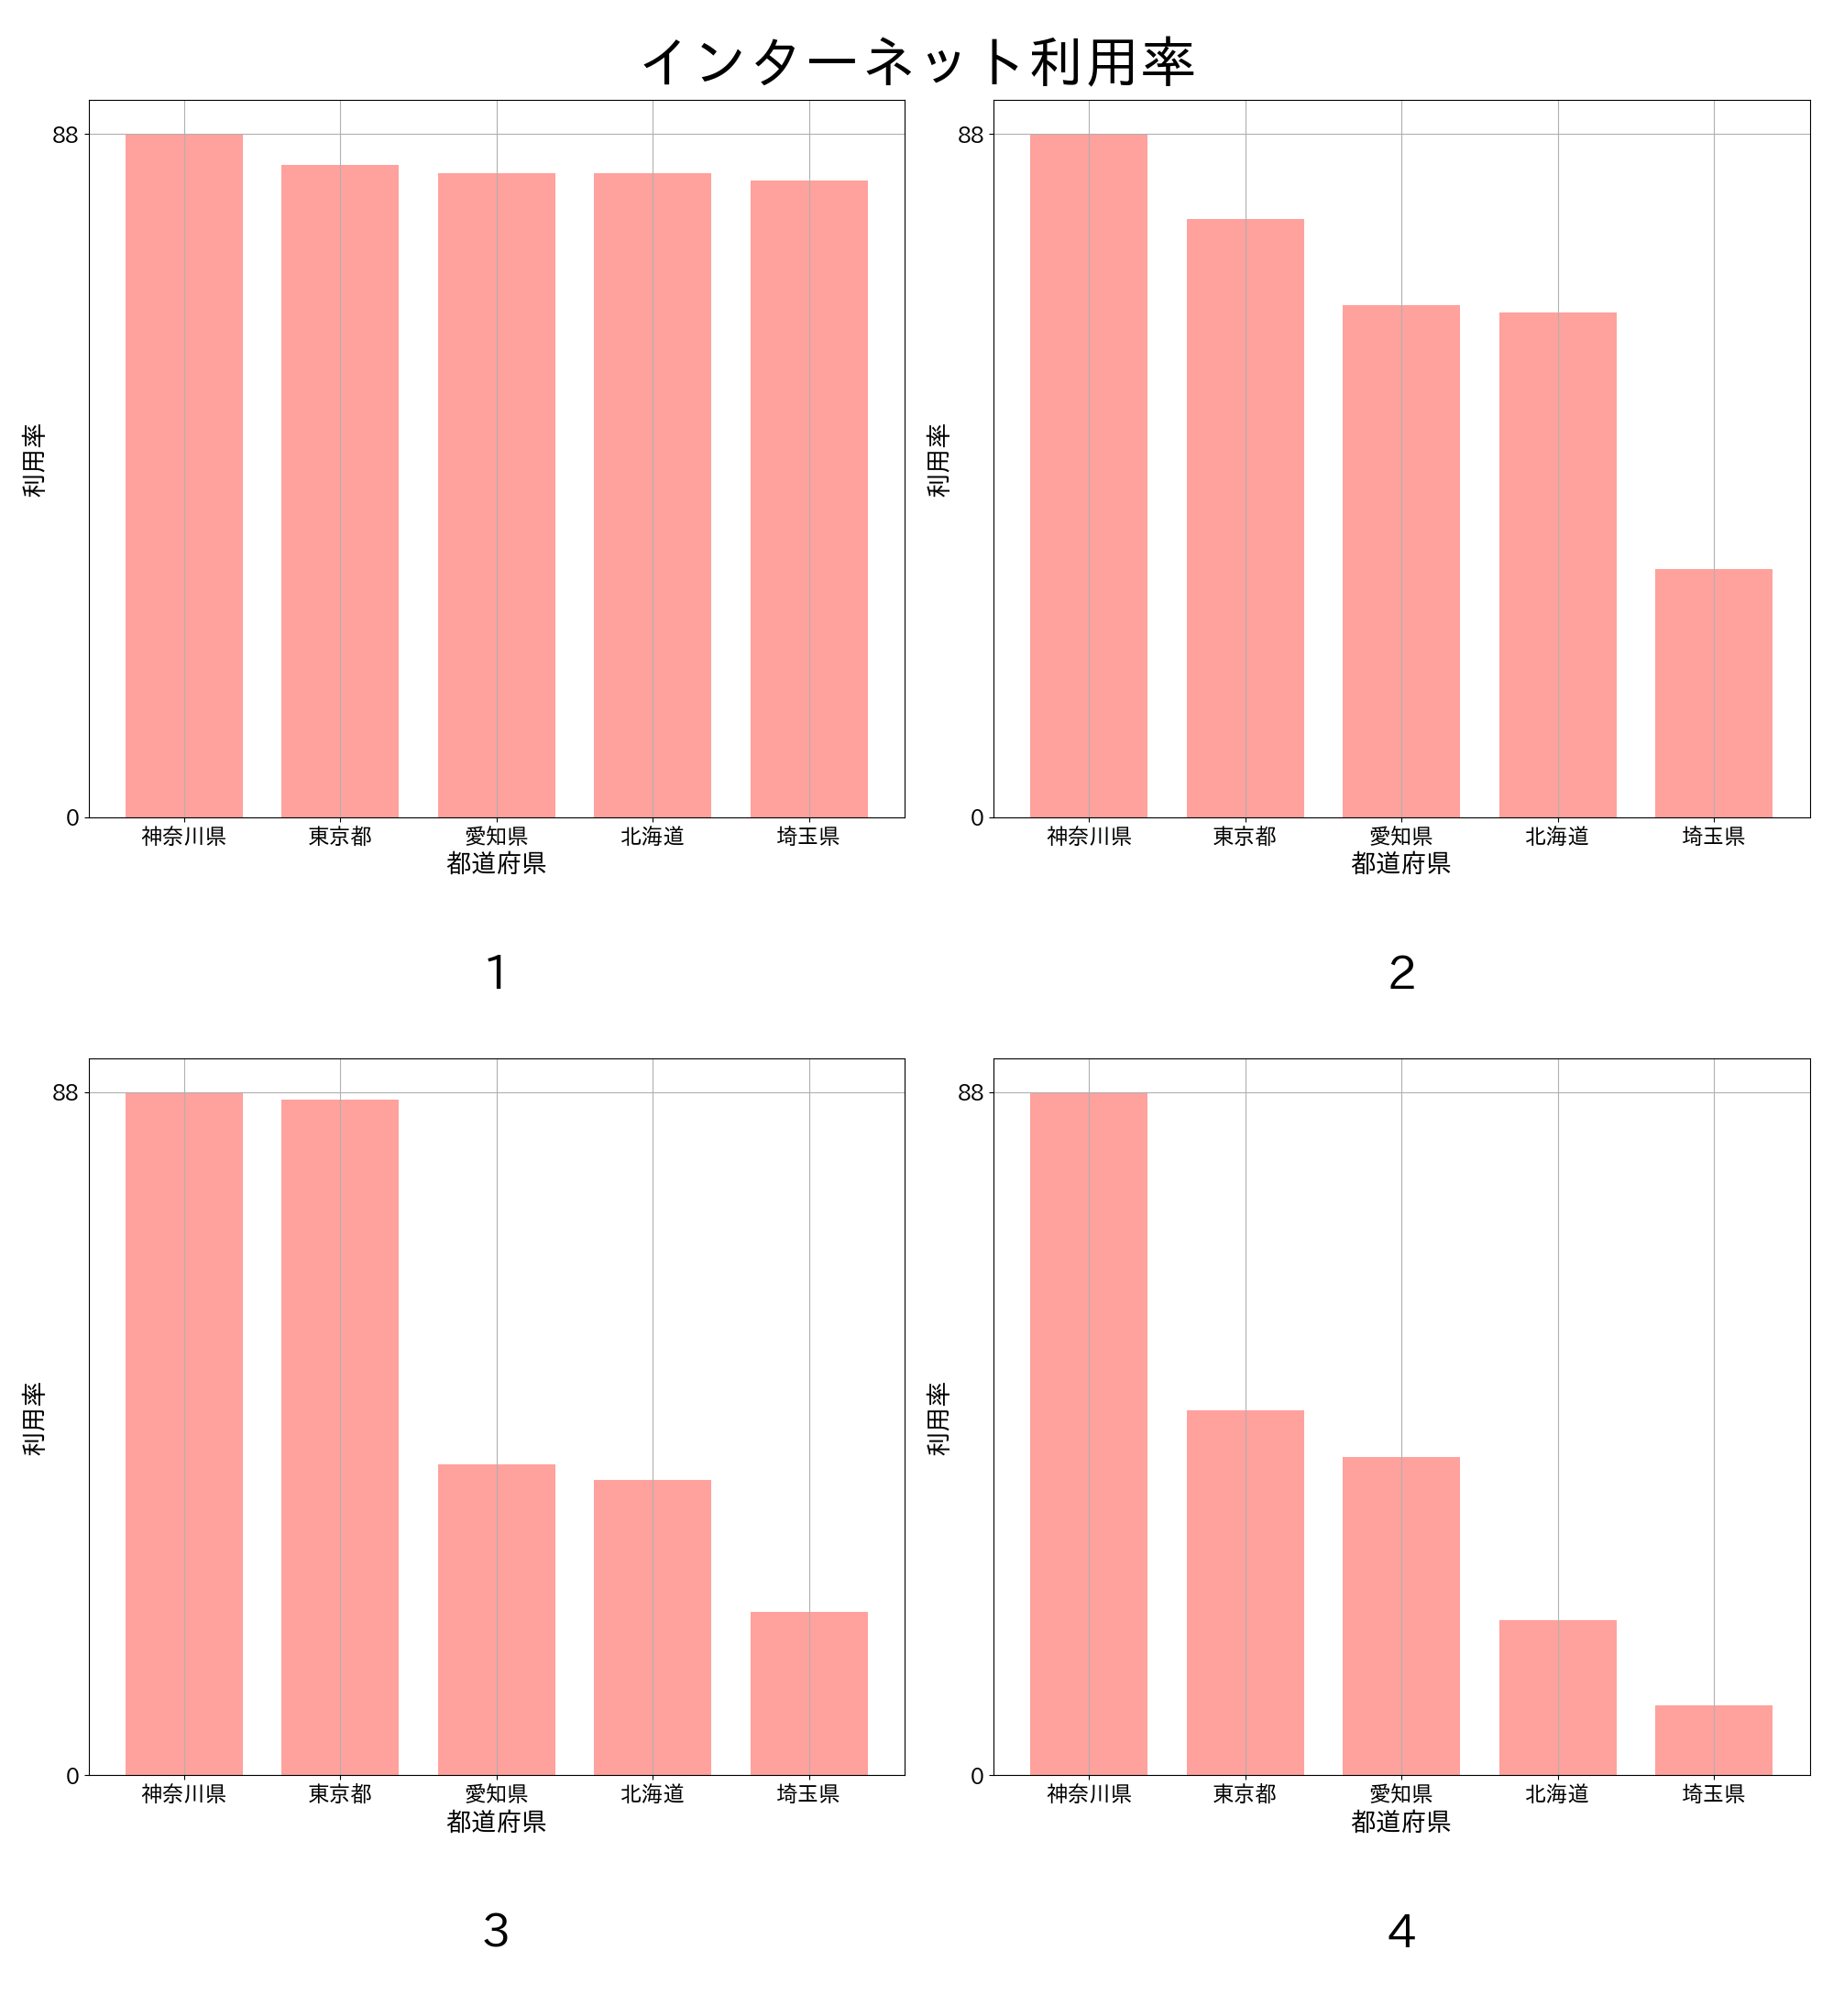 インターネット利用率
88
0
利用率
神奈川県 東京都 愛知県 北海道 埼玉県
都道府県
1
88
0
利用率
神奈川県 東京都 愛知県 北海道 埼玉県
都道府県
2
88
0
利用率
神奈川県 東京都 愛知県 北海道 埼玉県
都道府県
3
88
0
利用率
神奈川県 東京都 愛知県 北海道 埼玉県
都道府県
4